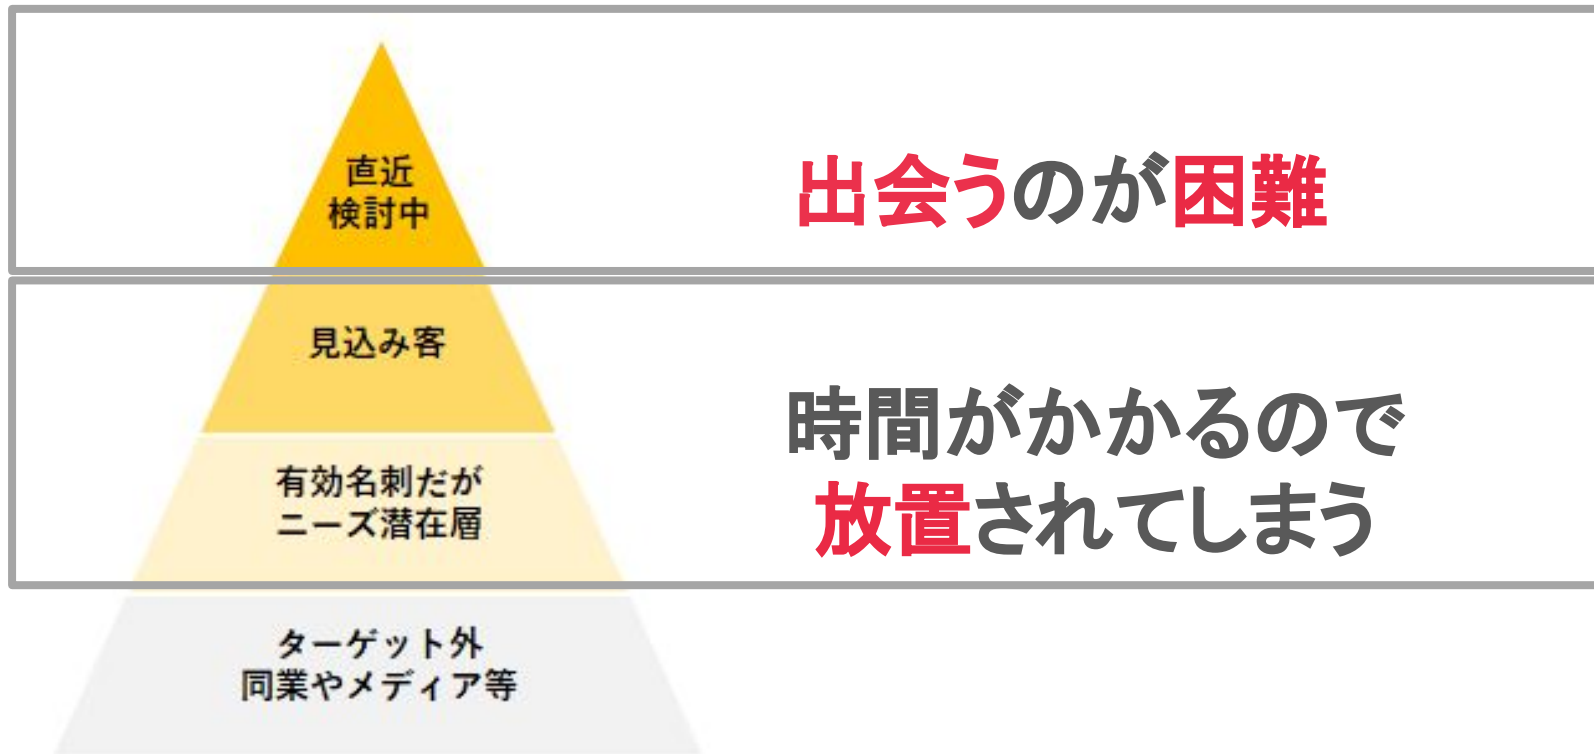 直近
検討中
出会うのが困難
見込み客
時間がかかるので
放置されてしまう
有効名刺だが
ニーズ潜在層
ターゲット外
同業やメディア等